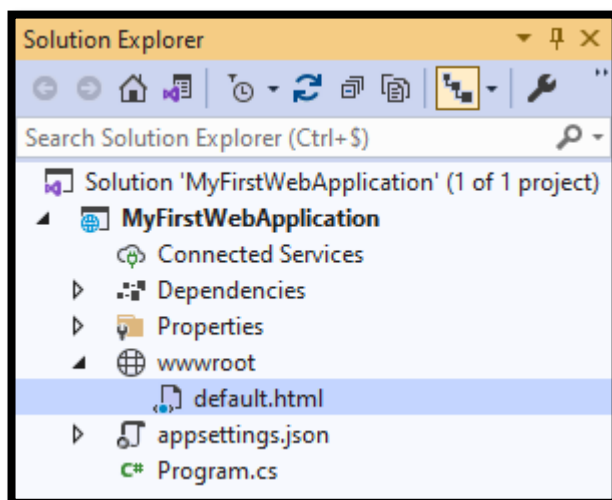 Solution Explorer
Search Solution Explorer (Ctrl+$)
Solution 'MyFirstWebApplication' (1 of 1 project)
MyFirstWebApplication
Connected Services
Dependencies
Properties
wwwroot
default.html
appsettings.json
C# Program.cs